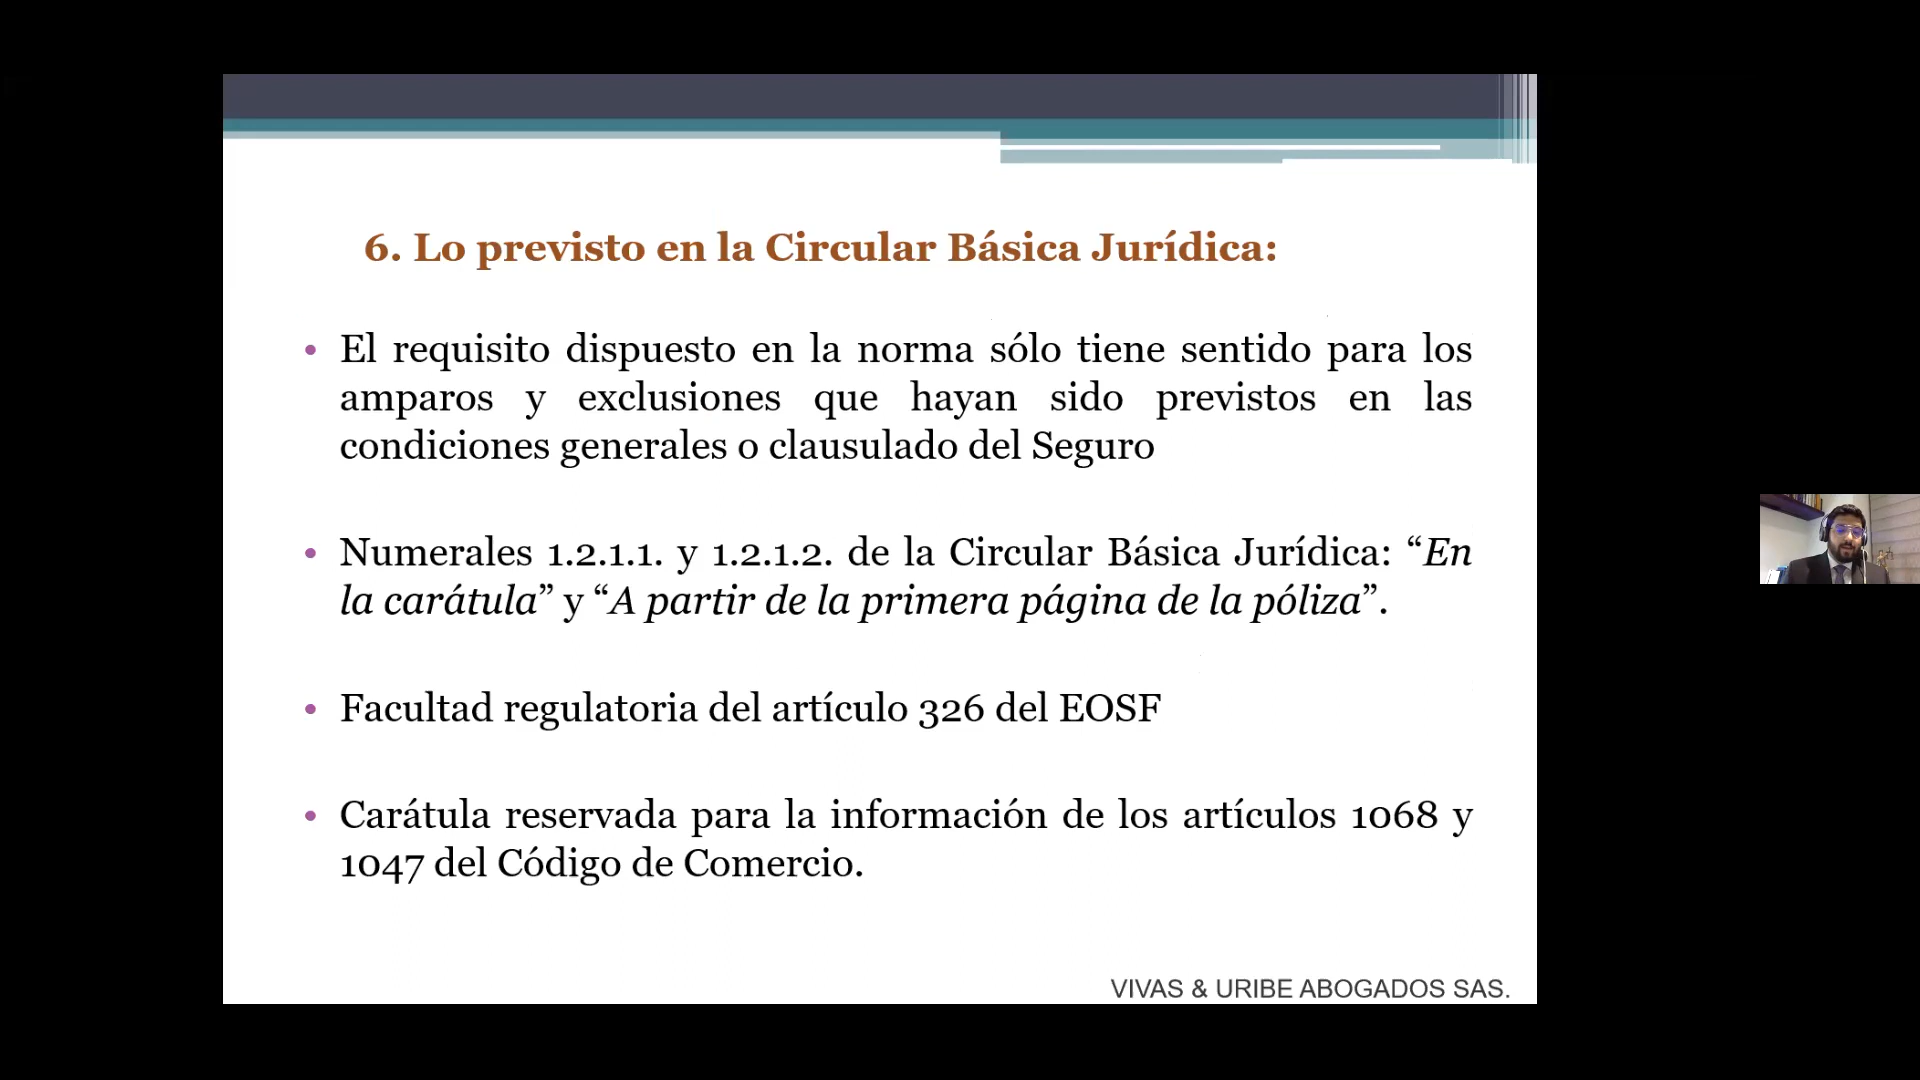 6. Lo previsto en la Circular Básica Jurídica:
• El requisito dispuesto en la norma sólo tiene sentido para los
amparos y exclusiones que hayan sido previstos en las
condiciones generales o clausulado del Seguro
• Numerales 1.2.1.1. y 1.2.1.2. de la Circular Básica Jurídica: “En
la carátula” y “A partir de la primera página de la póliza”.
• Facultad regulatoria del artículo 326 del EOSF
• Carátula reservada para la información de los artículos 1068 y
1047 del Código de Comercio.
VIVAS & URIBE ABOGADOS SAS.